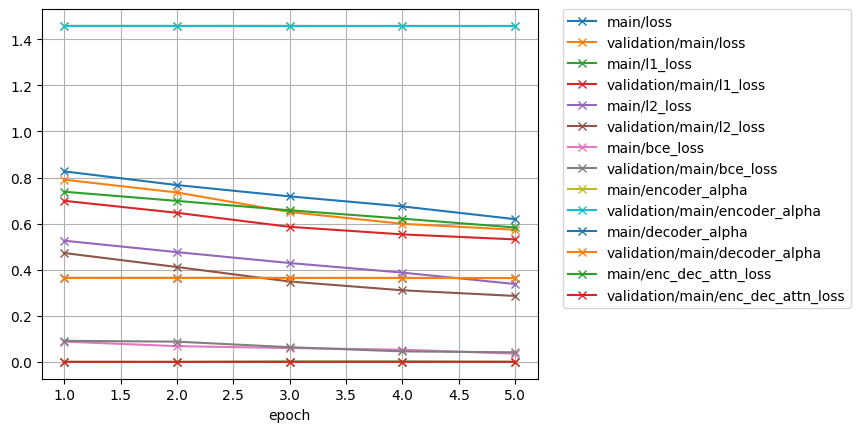 1.4
1.2
1.0
0.8
0.6
0.4
0.2
0.0
1.0 1.5 2.0 2.5 3.0 3.5 4.0 4.5 5.0
epoch
main/loss
validation/main/loss
main/l1_loss
validation/main/l1_loss
main/l2_loss
validation/main/l2_loss
main/bce_loss
validation/main/bce_loss
main/encoder_alpha
validation/main/encoder_alpha
main/decoder_alpha
validation/main/decoder_alpha
main/enc_dec_attn_loss
validation/main/enc_dec_attn_loss